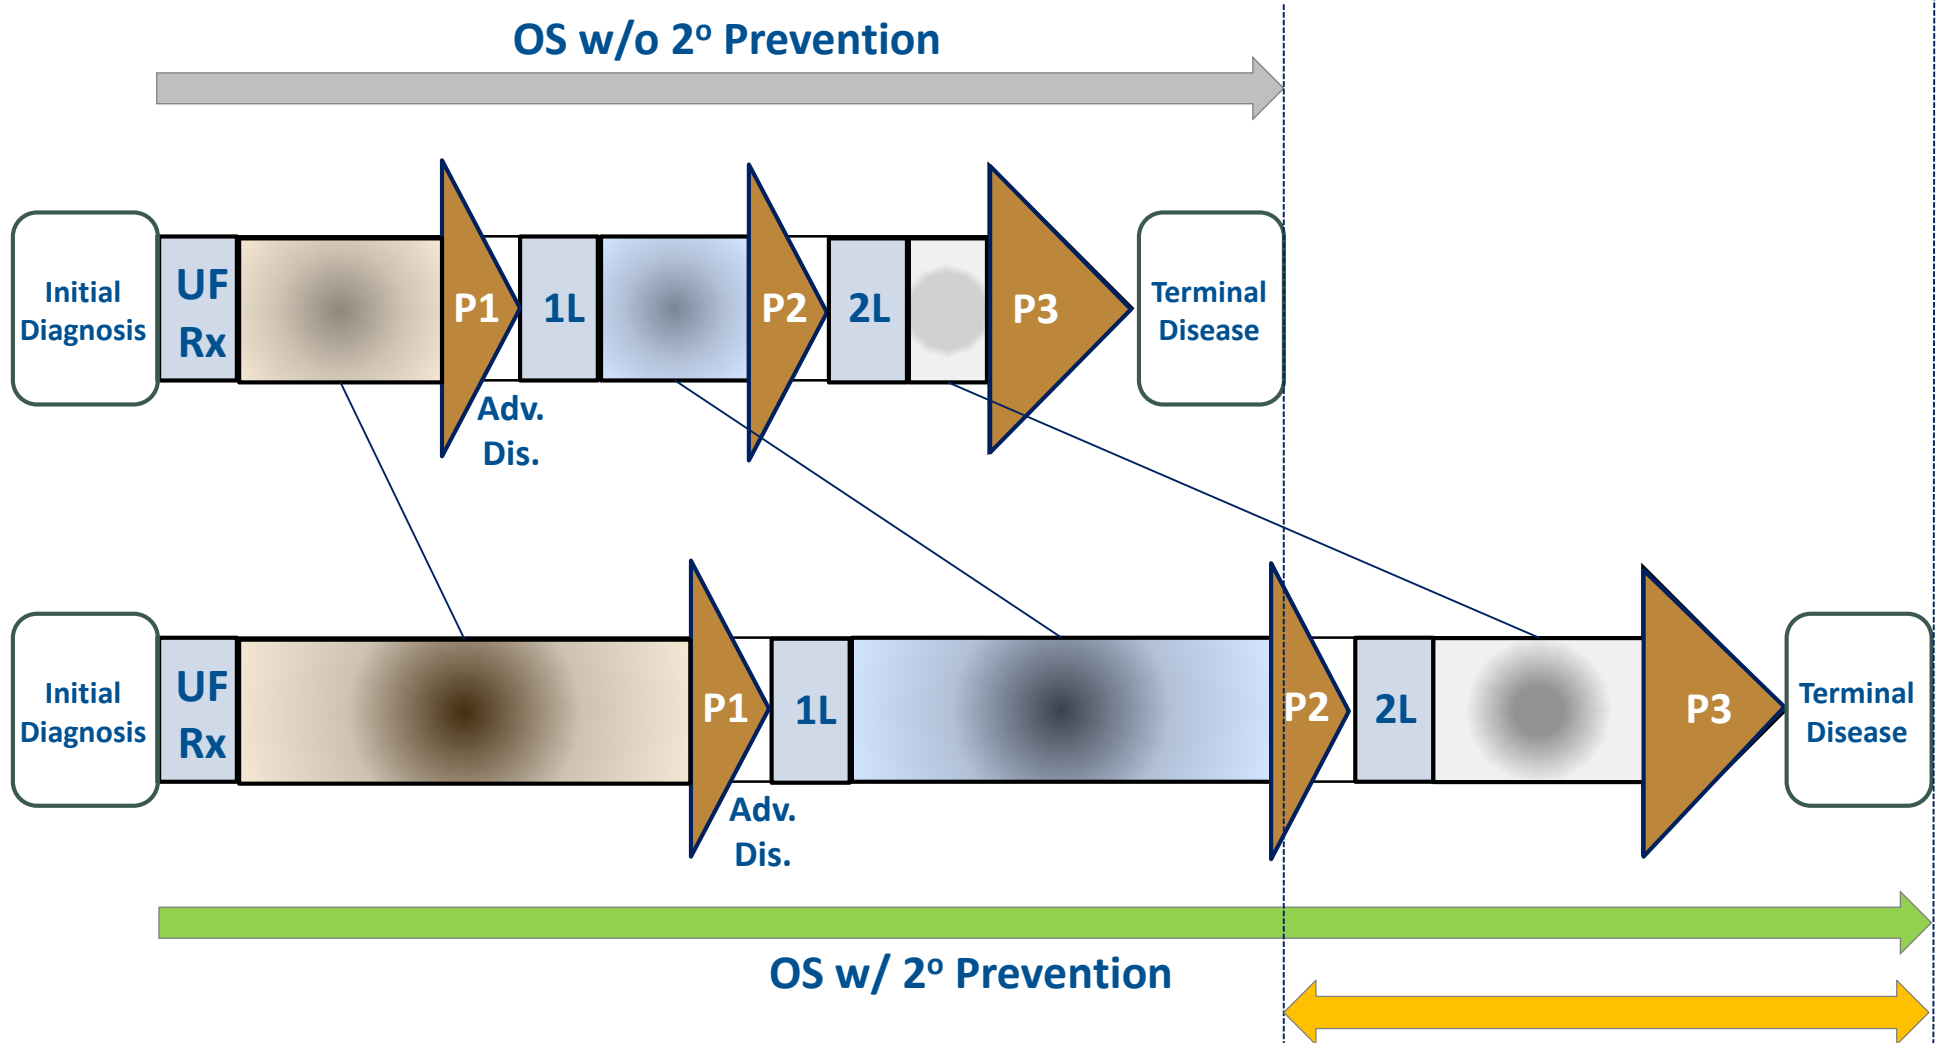 OS w/o 2º Prevention
Initial
Diagnosis
UF
Rx
P1
1L
P2
2L
P3
Terminal
Disease
Adv.
Dis.
Initial
Diagnosis
UF
Rx
P1
1L
P2
2L
P3
Terminal
Disease
Adv.
Dis.
OS w/ 2º Prevention